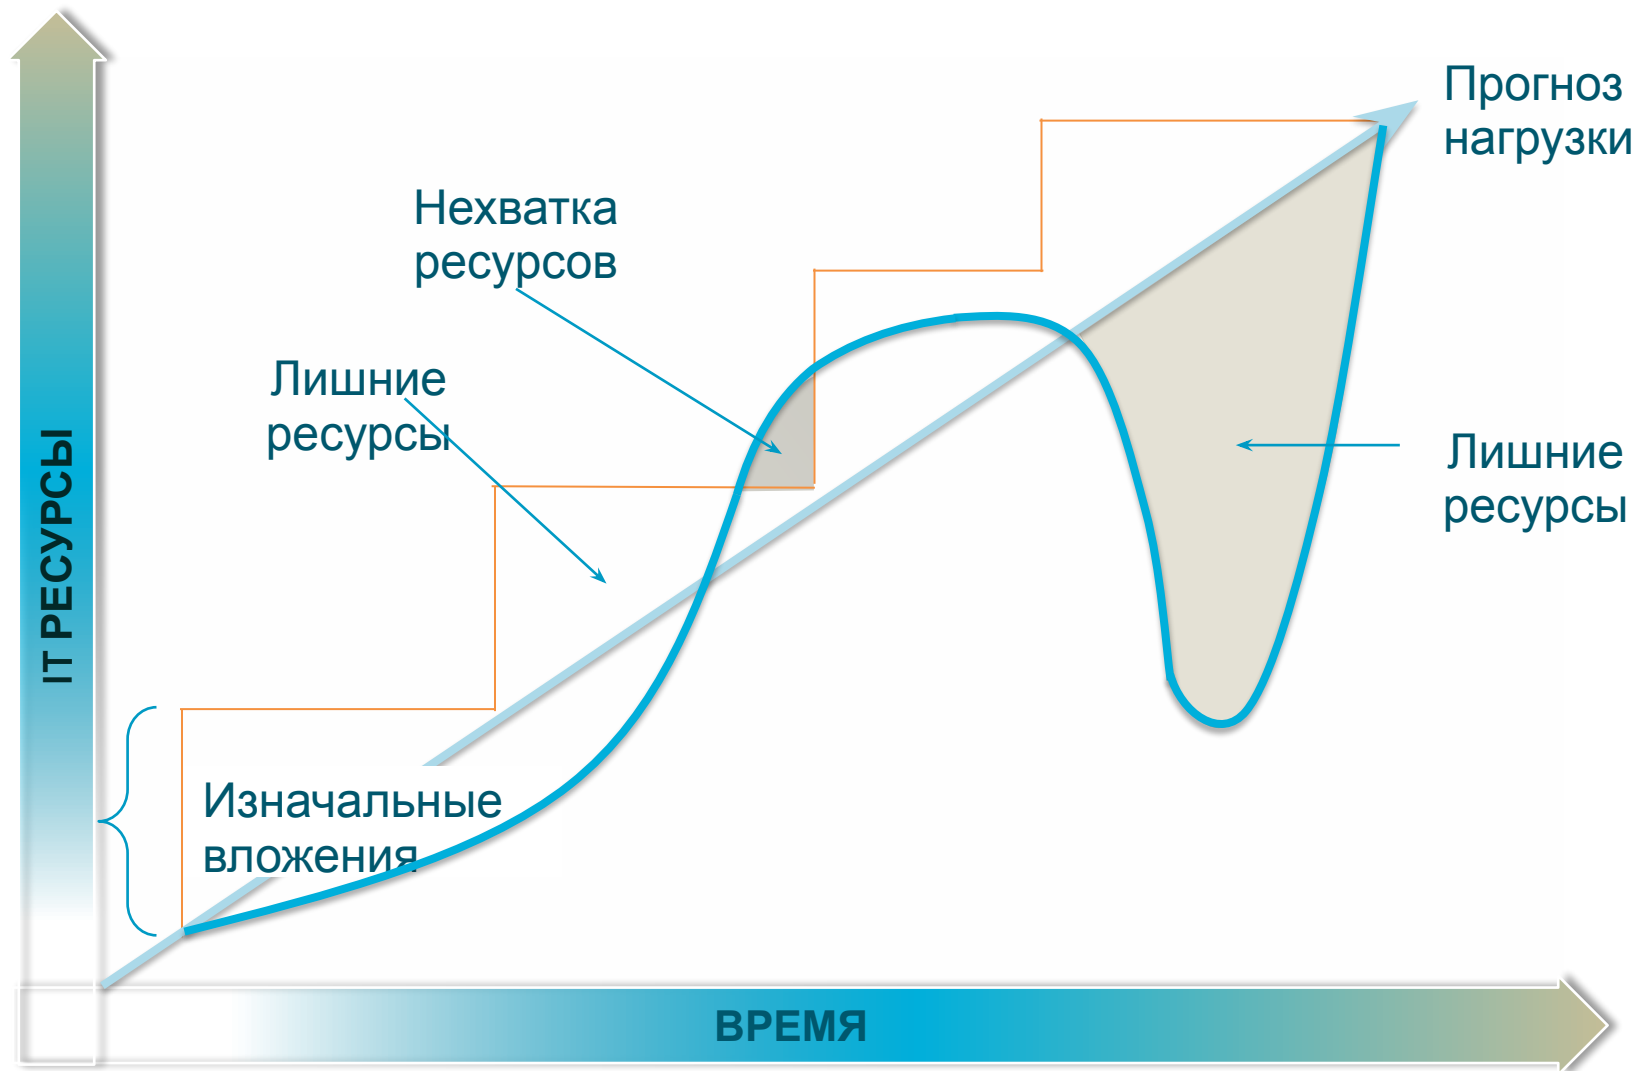 Прогноз
нагрузки
Нехватка
ресурсов
Лишние
ресурсы
Лишние
ресурсы
IT РЕСУРСЫ
Изначальные
вложения
ВРЕМЯ